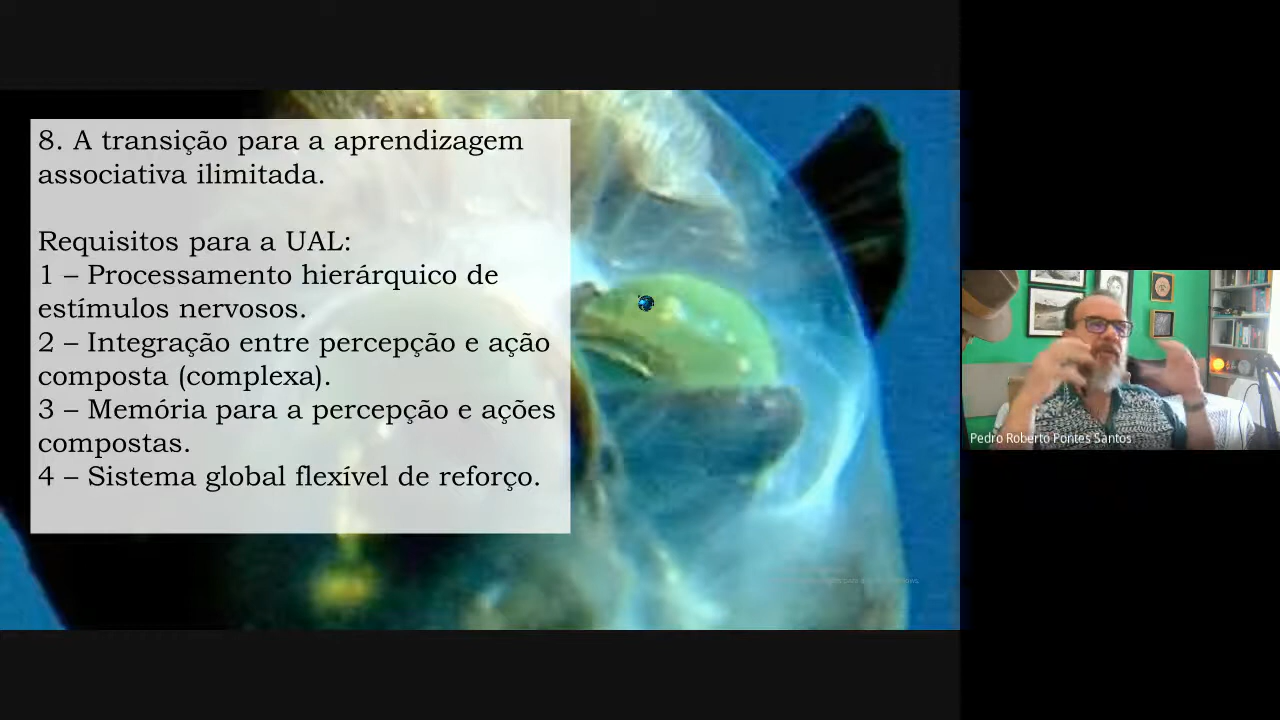 8. A transição para a aprendizagem
associativa ilimitada.
Requisitos para a UAL:
1 – Processamento hierárquico de
estímulos nervosos.
2 – Integração entre percepção e ação
composta (complexa).
3 – Memória para a percepção e ações
compostas.
4 – Sistema global flexível de reforço.
Pedro Roberto Pontes Santos